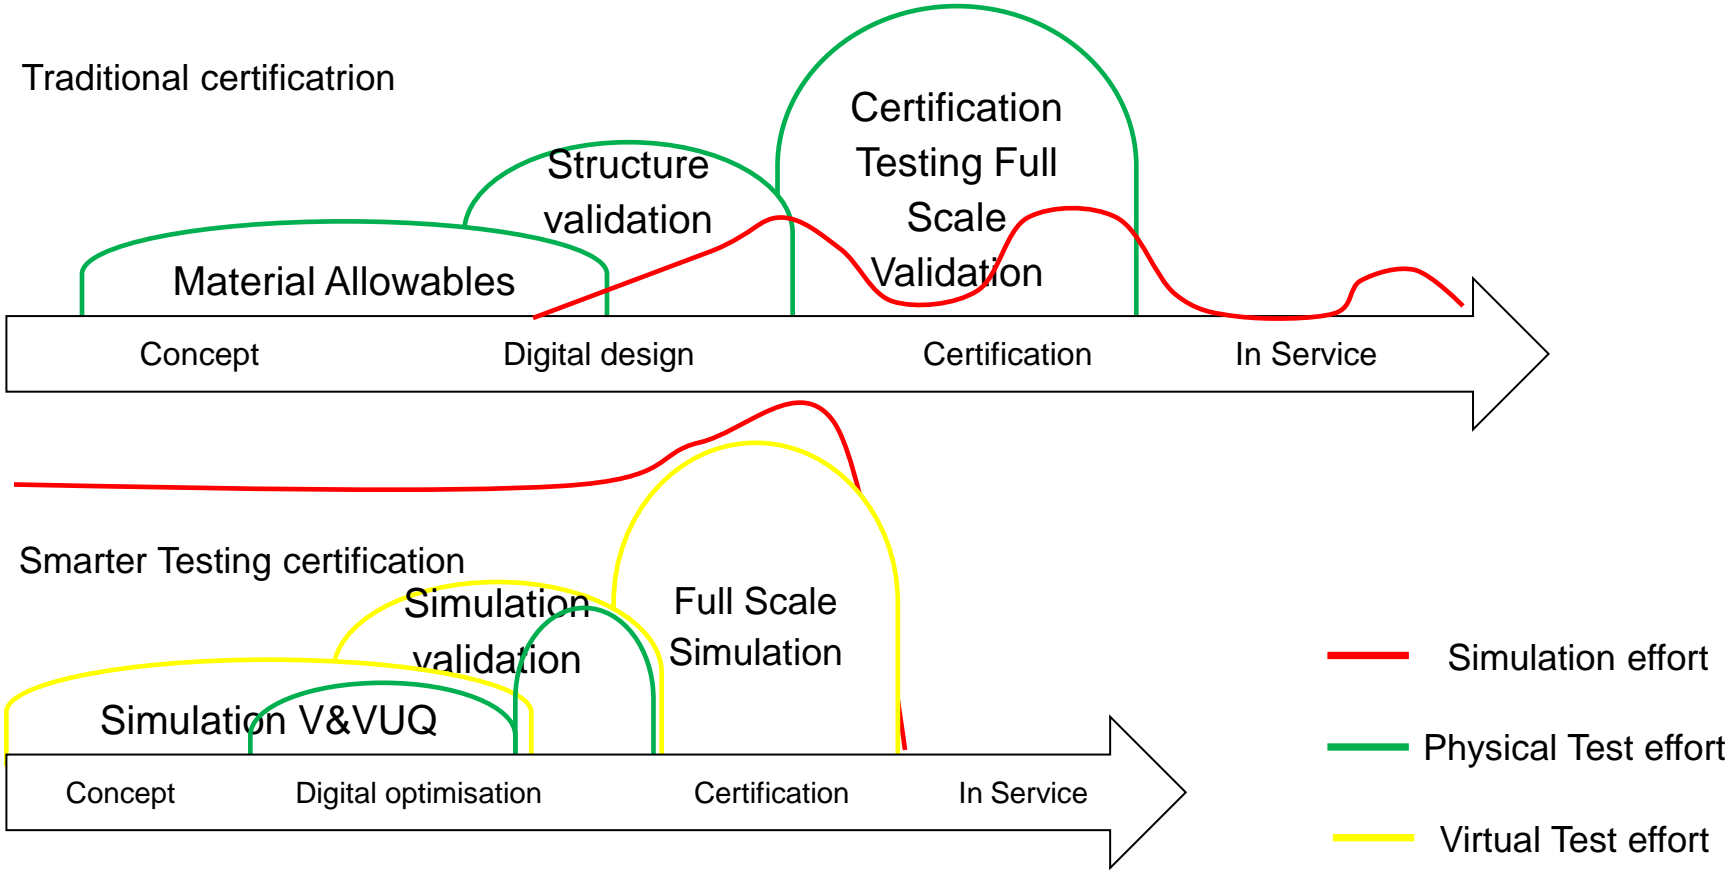 Traditional certificatrion
Certification
Testing Full
Scale
Validation
Structure
validation
Material Allowables
Concept
Digital design
Certification
In Service
Smarter Testing certification
Simulation
validation
Full Scale
Simulation
Simulation V&VUQ
Concept
Digital optimisation
Certification
In Service
Simulation effort
Physical Test effort
Virtual Test effort